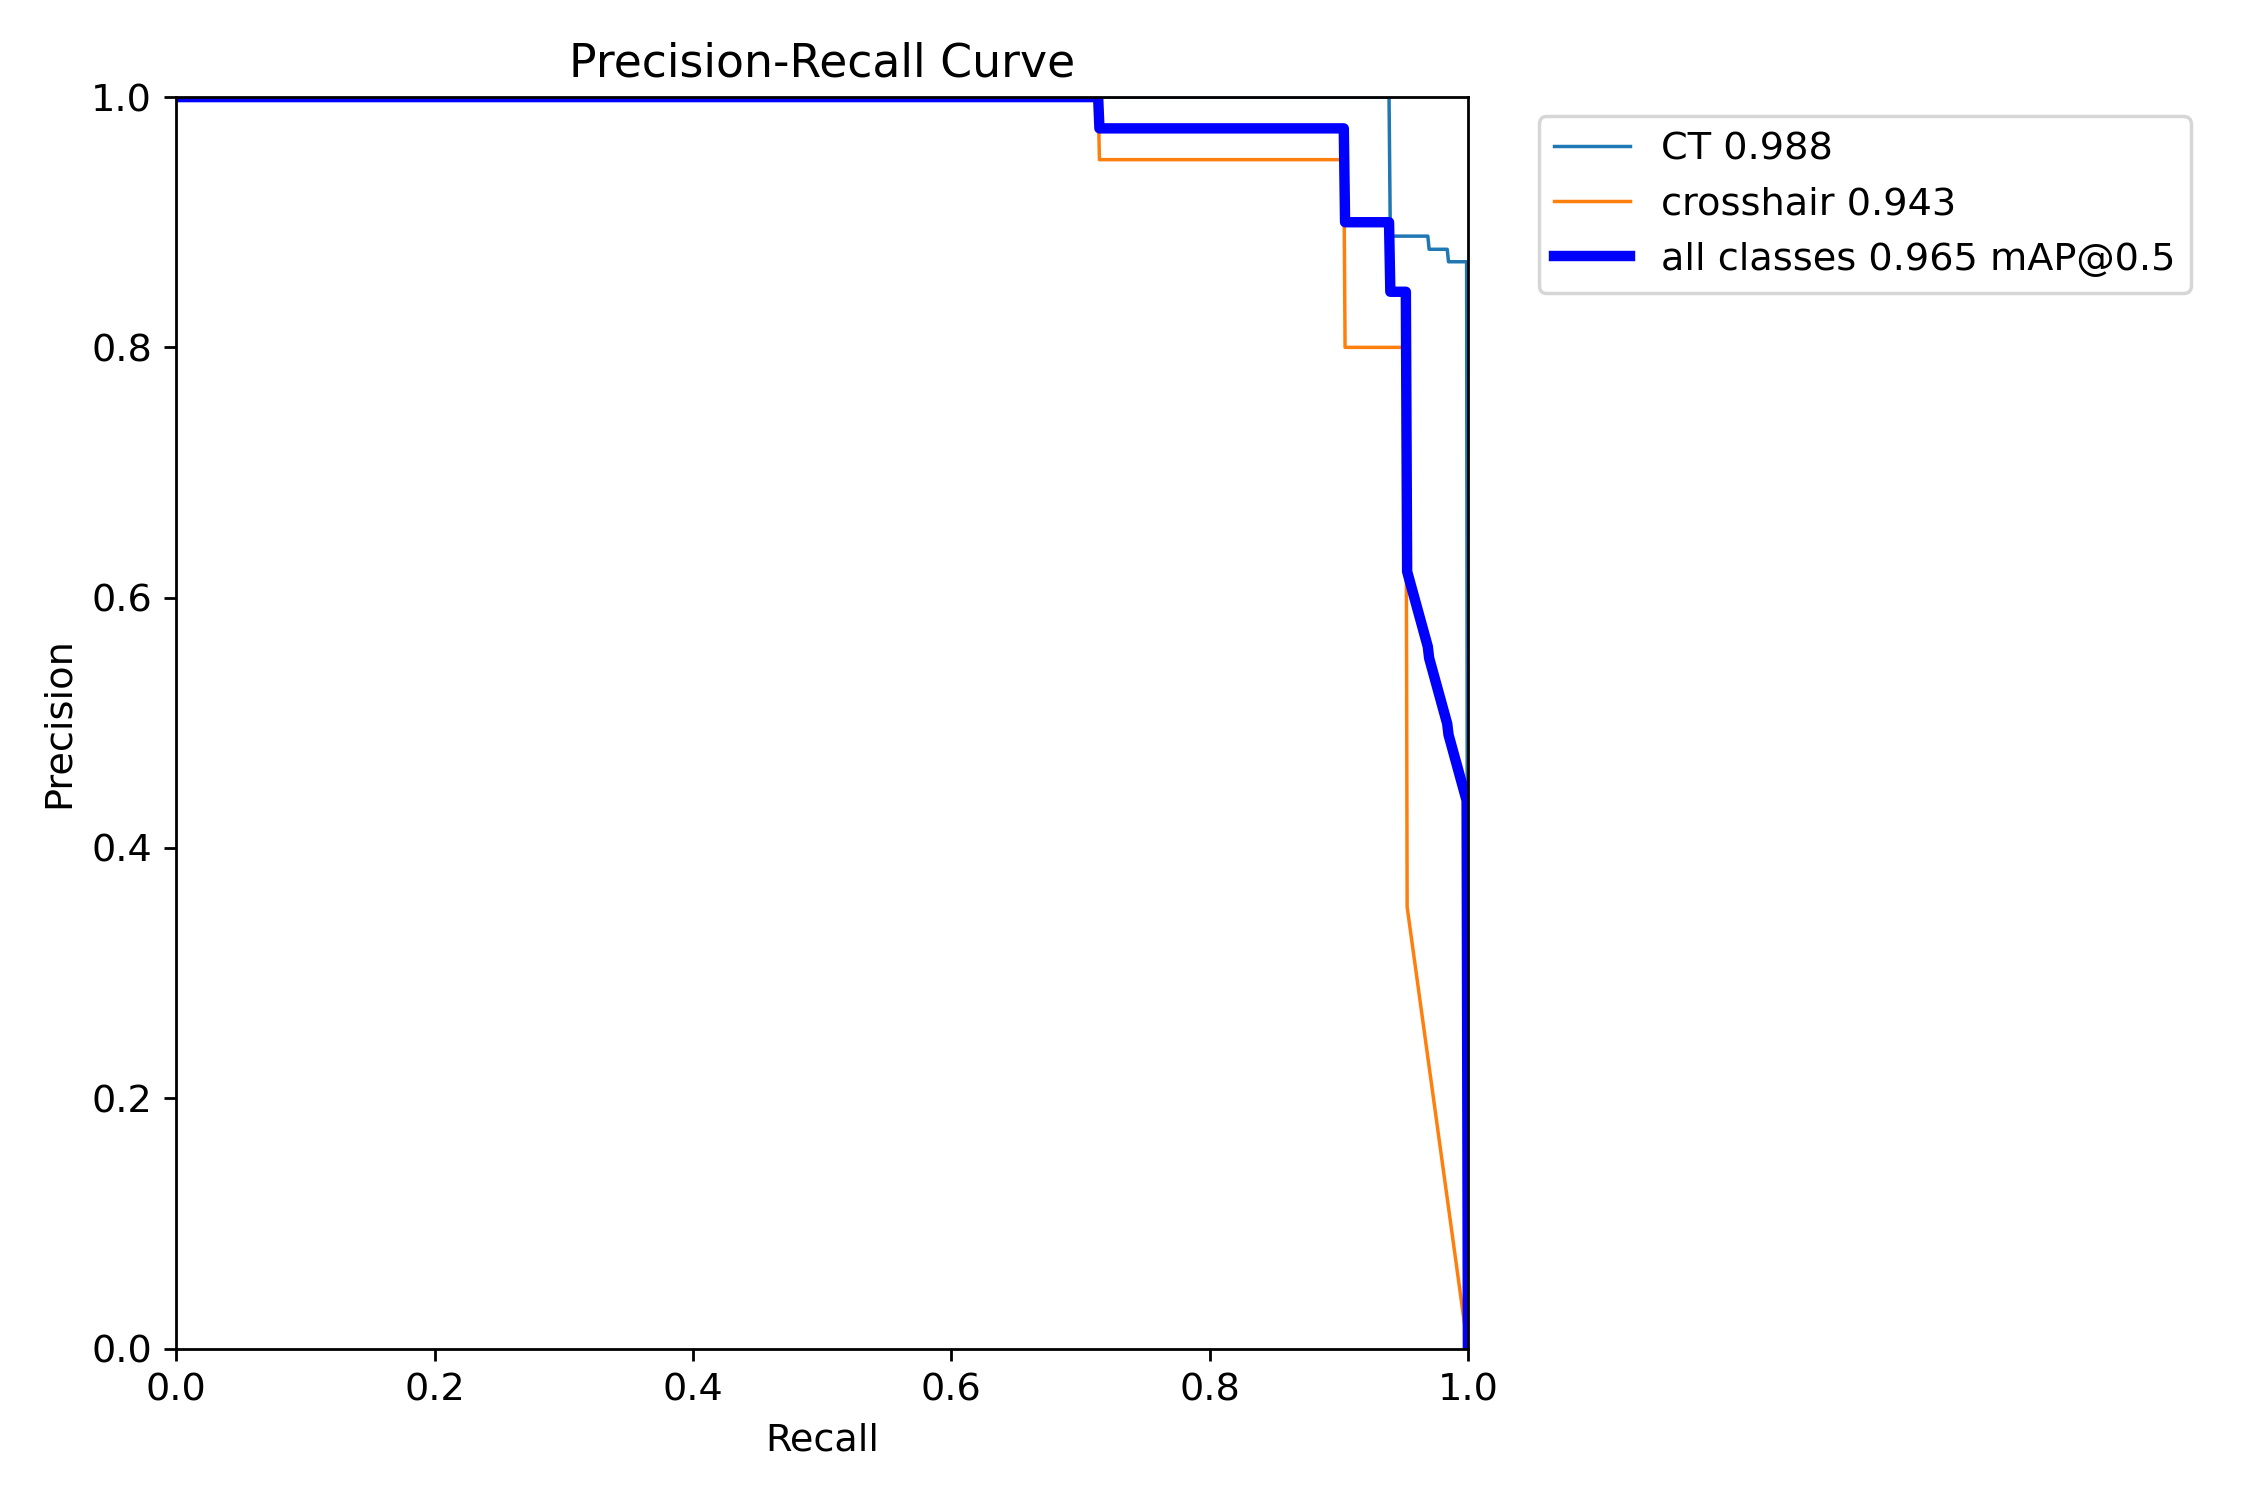 Precision-Recall Curve
1.0
0.8
0.6
0.4
0.2
0.0
Precision
0.0 0.2 0.4 0.6 0.8 1.0
Recall
CT 0.988
crosshair 0.943
all classes 0.965 mAP@0.5